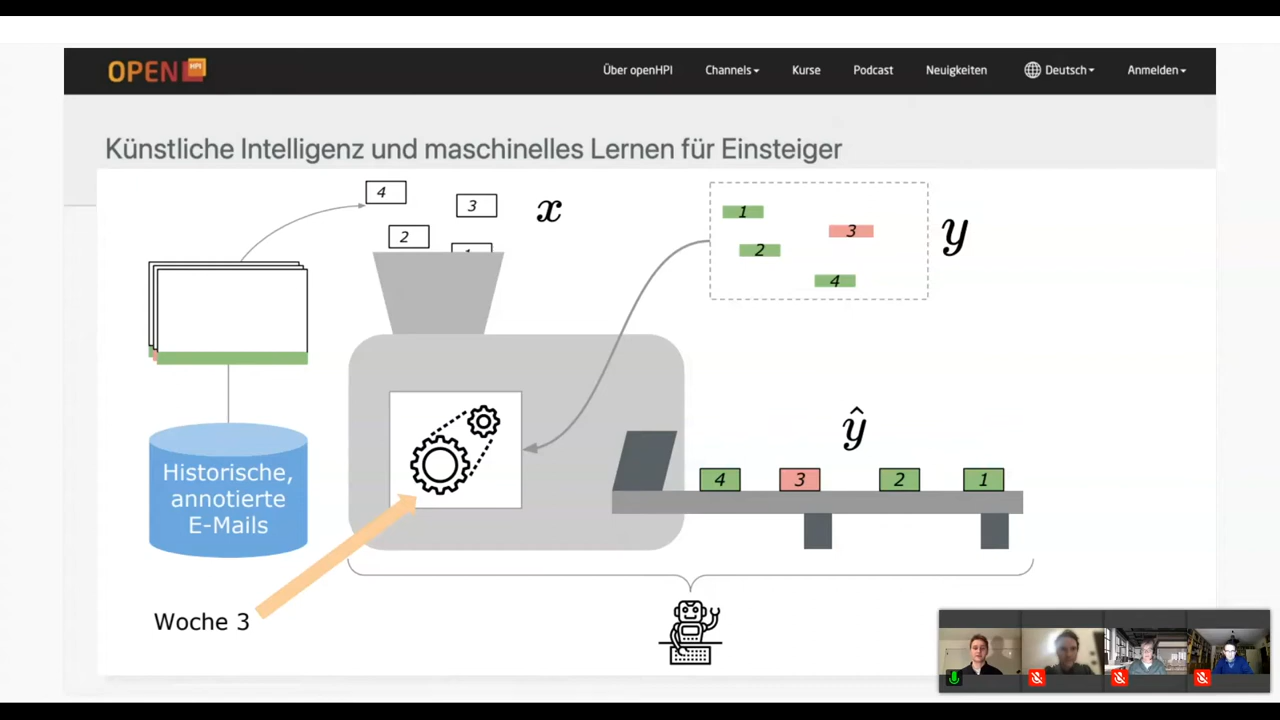 OPEN HPI
Über openHPI Channels Kurse Podcast Neuigkeiten Deutsch Anmelden
Künstliche Intelligenz und maschinelles Lernen für Einsteiger
4
3
x
2
1
1
3
2
4
y
ŷ
4 3 2 1
Historische,
annotierte
E-Mails
Woche 3